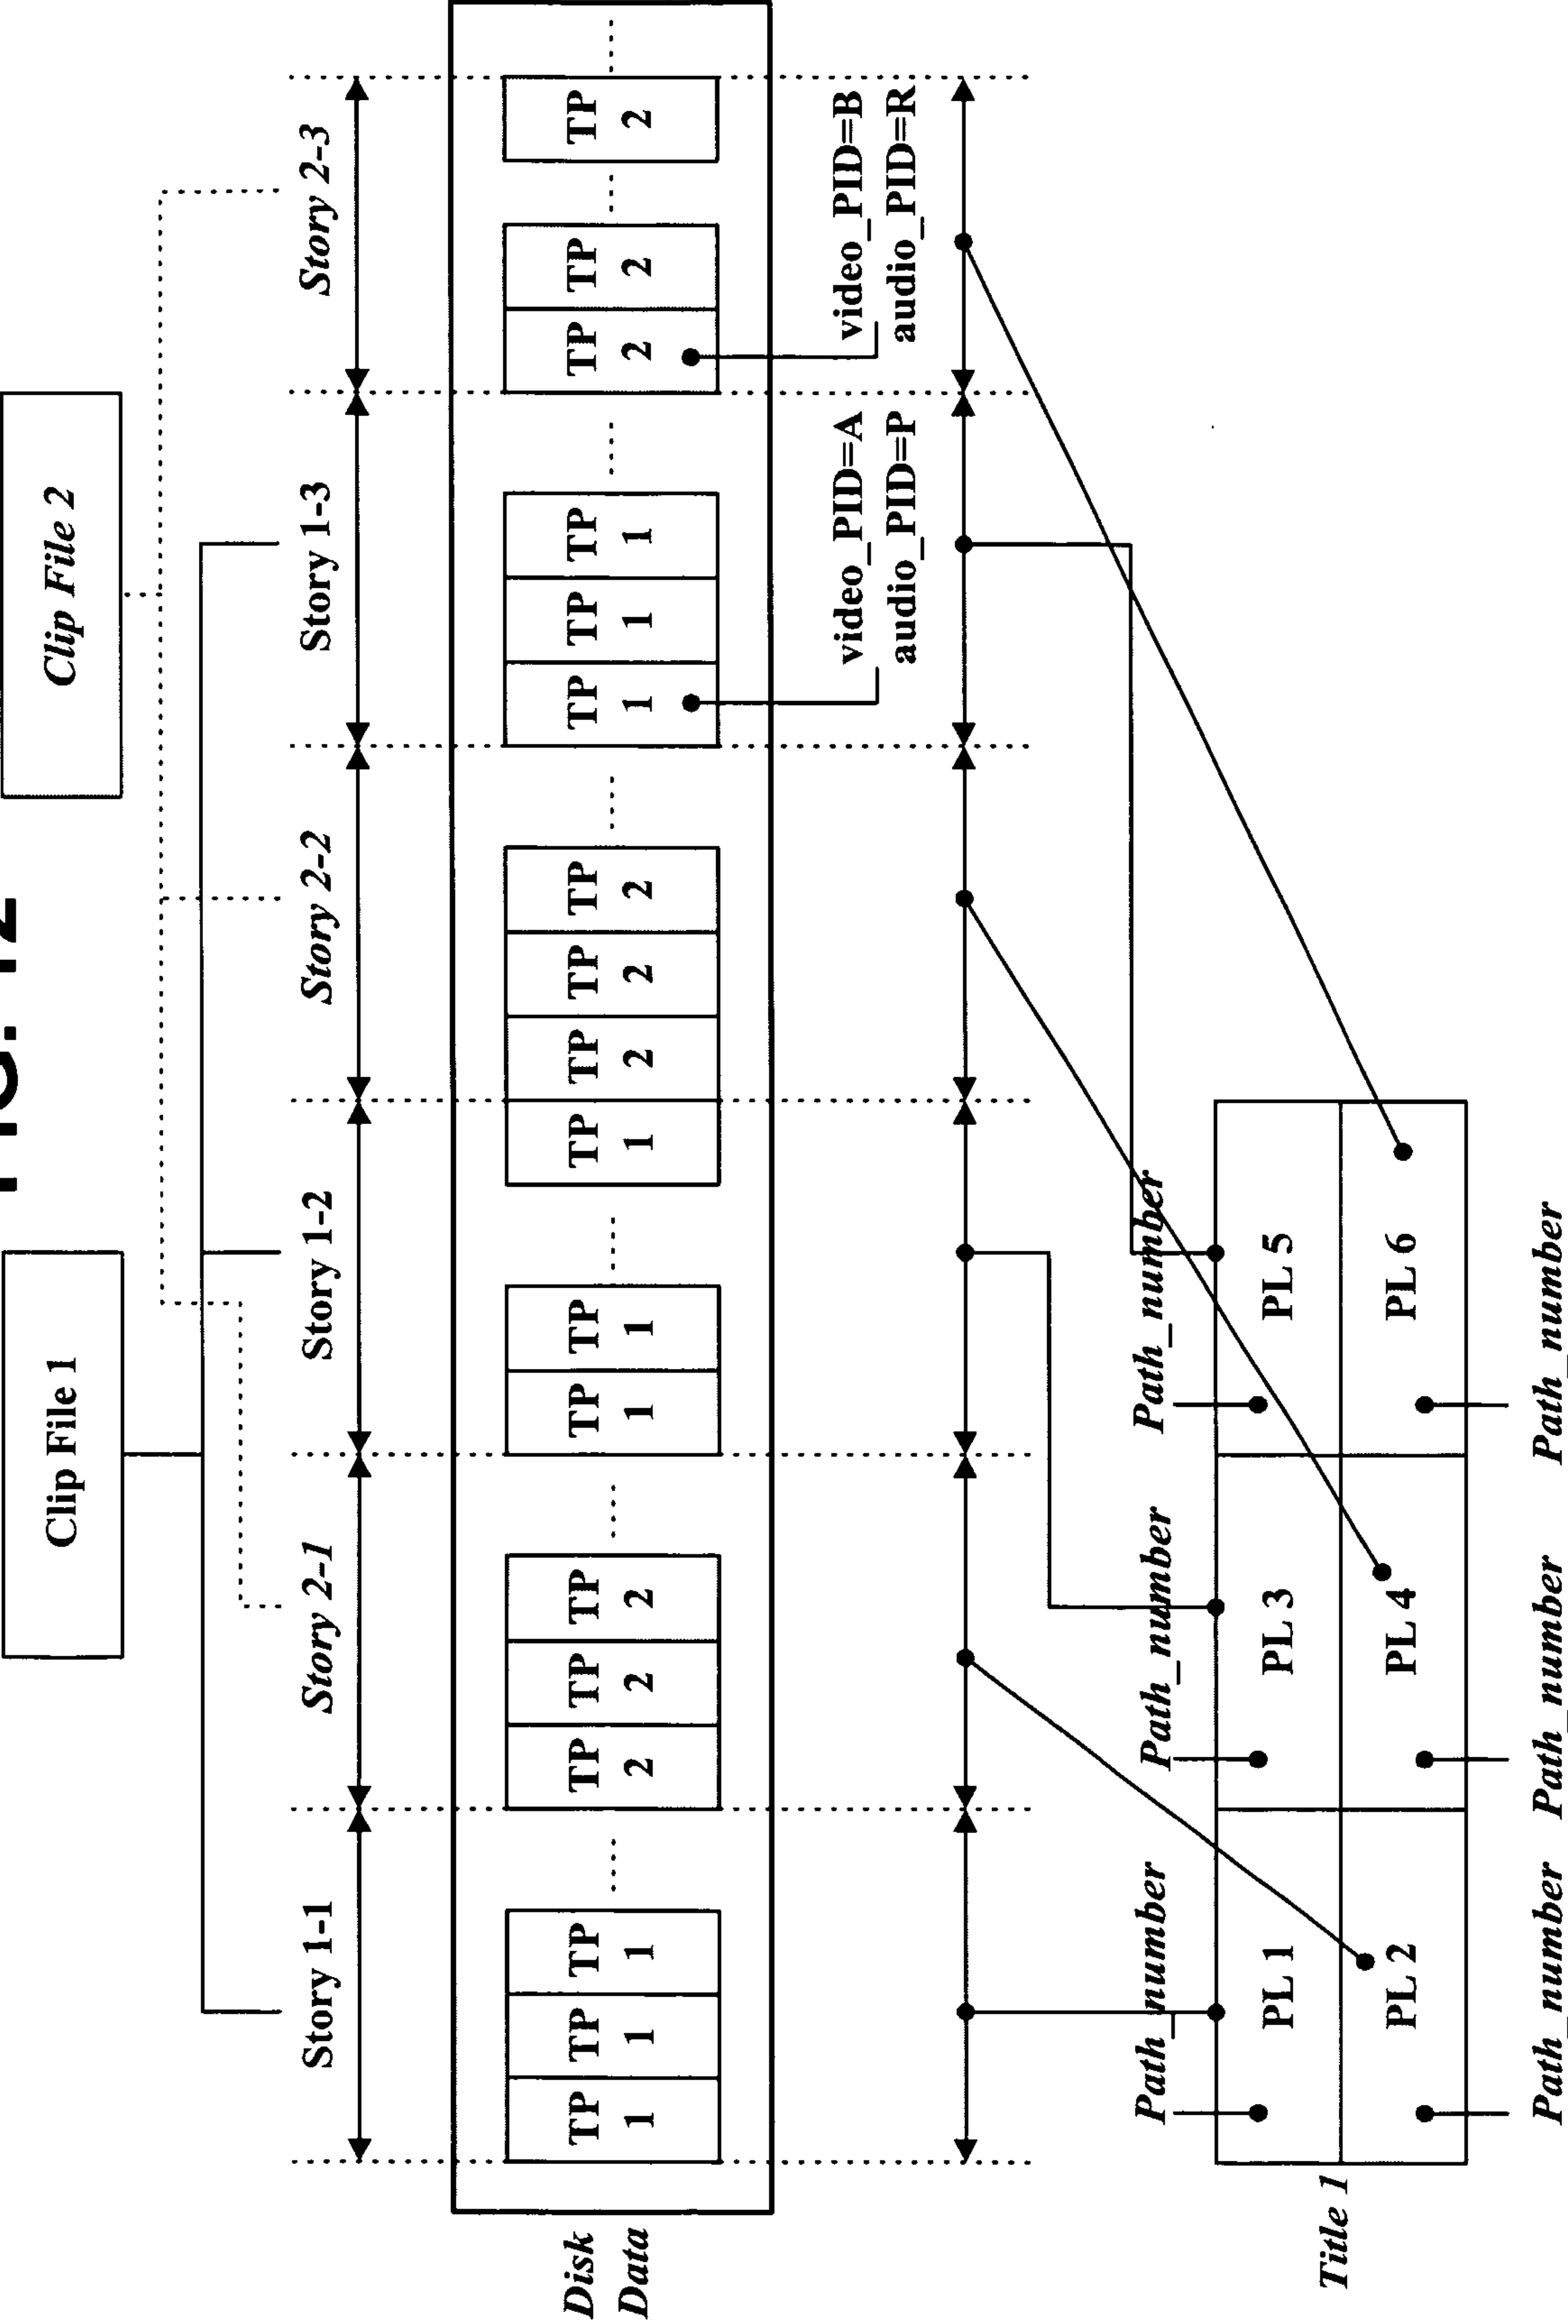 FIG. 12
Clip File 1
Clip File 2
Story 1-1
Story 2-1
Story 1-2
Story 2-2
Story 1-3
Story 2-3
Disk
Data
TP 1
TP 1
TP 1
TP 2
TP 2
TP 2
TP 1
TP 1
TP 1
TP 2
TP 2
TP 2
TP 1
TP 1
TP 1
TP 2
TP 2
TP 2
video_PID=A
audio_PID=P
video_PID=B
audio_PID=R
Path_number
Path_number
Path_number
Title 1
PL 1
PL 3
PL 5
PL 2
PL 4
PL 6
Path_number
Path_number
Path_number